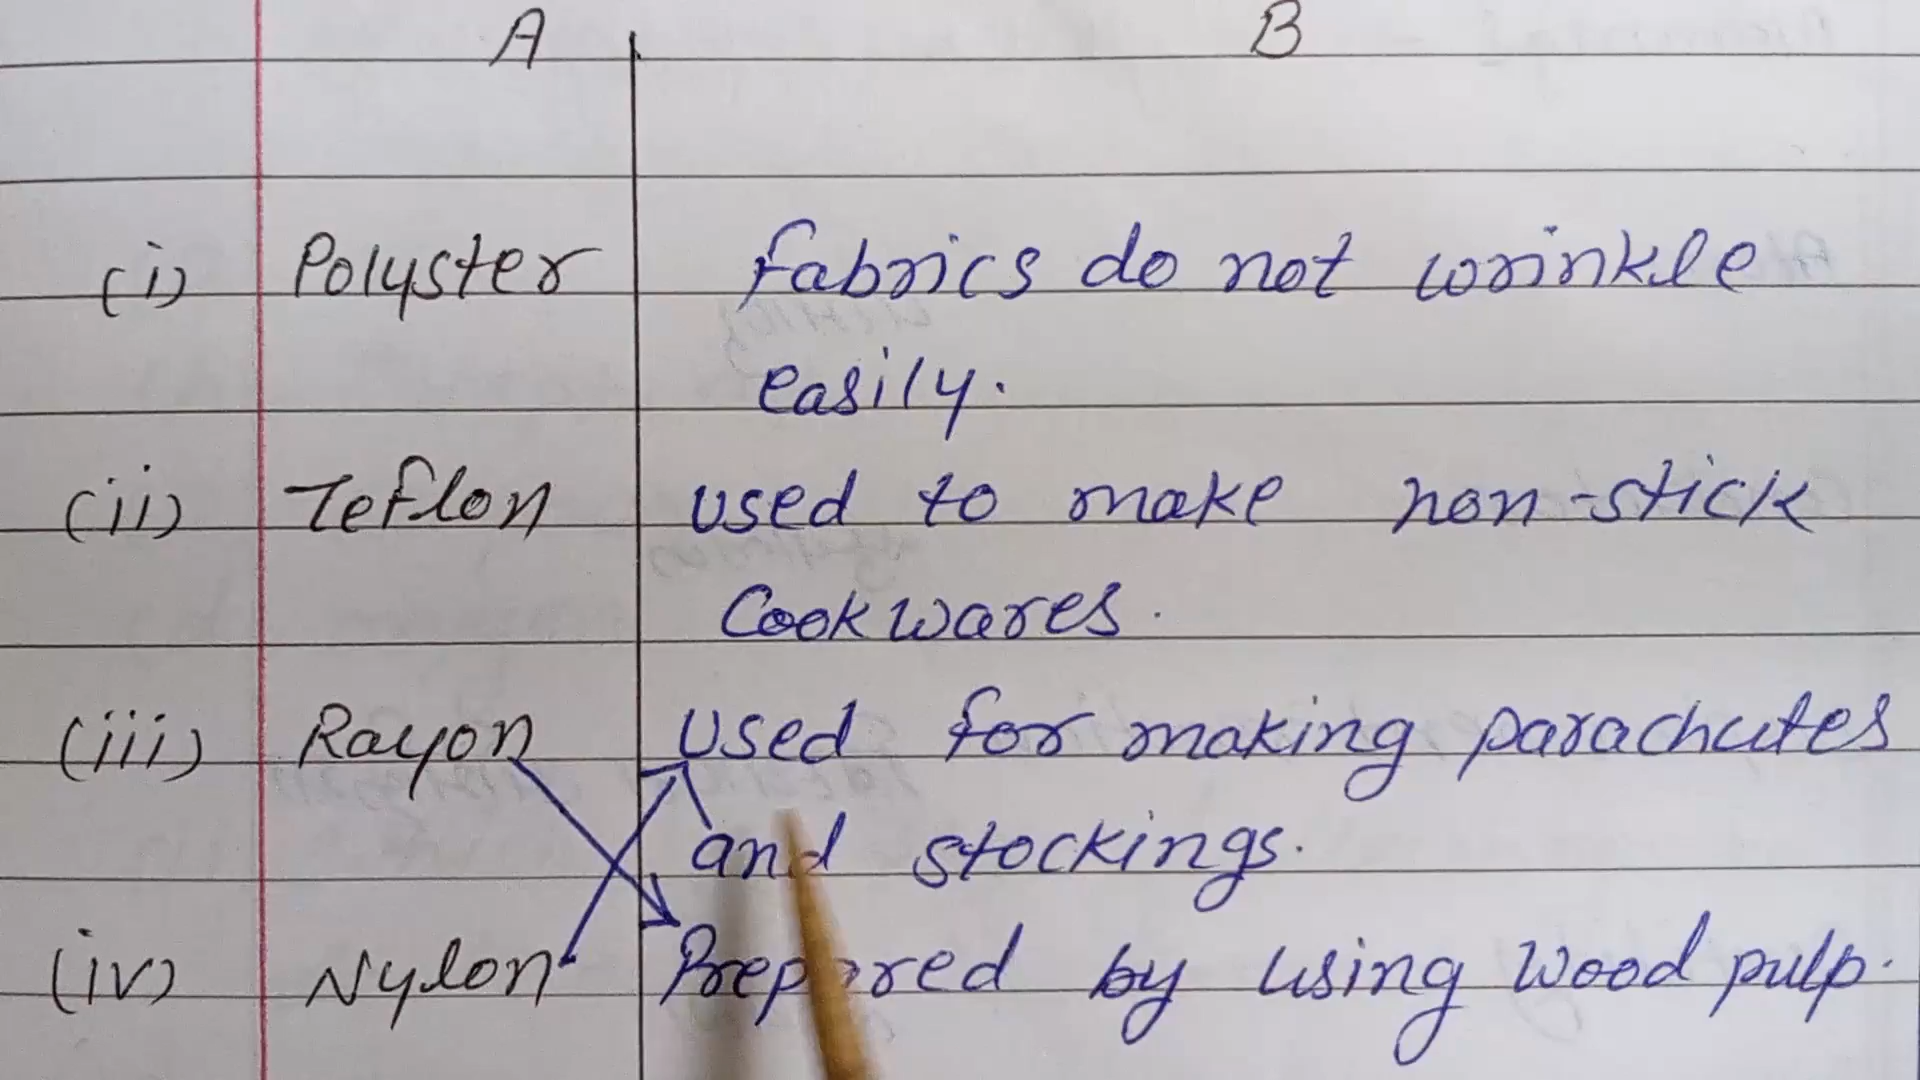 A B
(i) Polyster Fabrics do not wrinkle
easily.
(ii) Teflon used to make non-stick
Cookwares.
(iii) Rayon used for making parachutes
and stockings.
(iv) Nylon Prepared by using wood pulp.